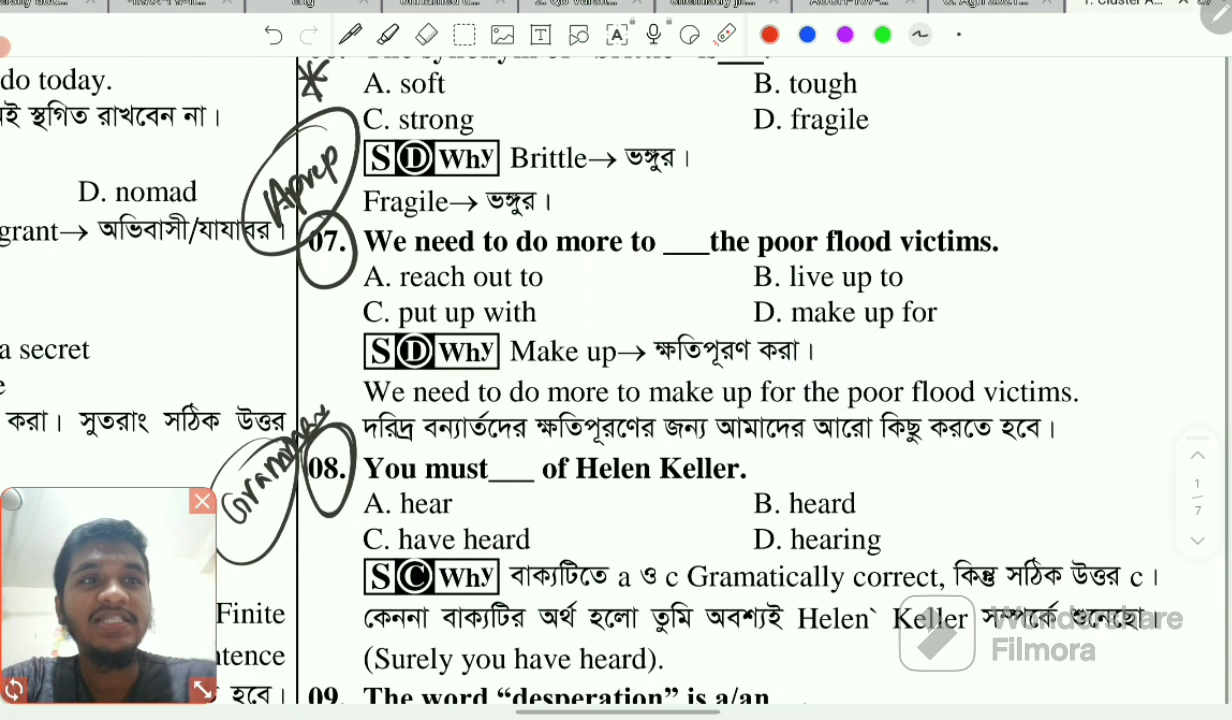 do today.
ই স্থগিত রাখবেন না।
D. nomad
grant→ অভিবাসী/যাযাবর।
a secret
করা। সুতরাং সঠিক উত্তর
Finite
হবে।
A. soft B. tough
C. strong D. fragile
S D Why Brittle→ ভঙ্গুর।
Fragile→ ভঙ্গুর।
07. We need to do more to ___the poor flood victims.
A. reach out to B. live up to
C. put up with D. make up for
S D Why Make up→ ক্ষতিপূরণ করা।
We need to do more to make up for the poor flood victims.
দরিদ্র বন্যার্তদের ক্ষতিপূরণের জন্য আমাদের আরো কিছু করতে হবে।
08. You must___ of Helen Keller.
A. hear B. heard
C. have heard D. hearing
S C Why বাক্যটিতে a ও c Gramatically correct, কিন্তু সঠিক উত্তর c।
কেননা বাক্যটির অর্থ হলো তুমি অবশ্যই Helen` Keller সম্পর্কে শুনেছো।
(Surely you have heard).
09. The word “desperation” is a/an
Wondershare
Filmora
1
7